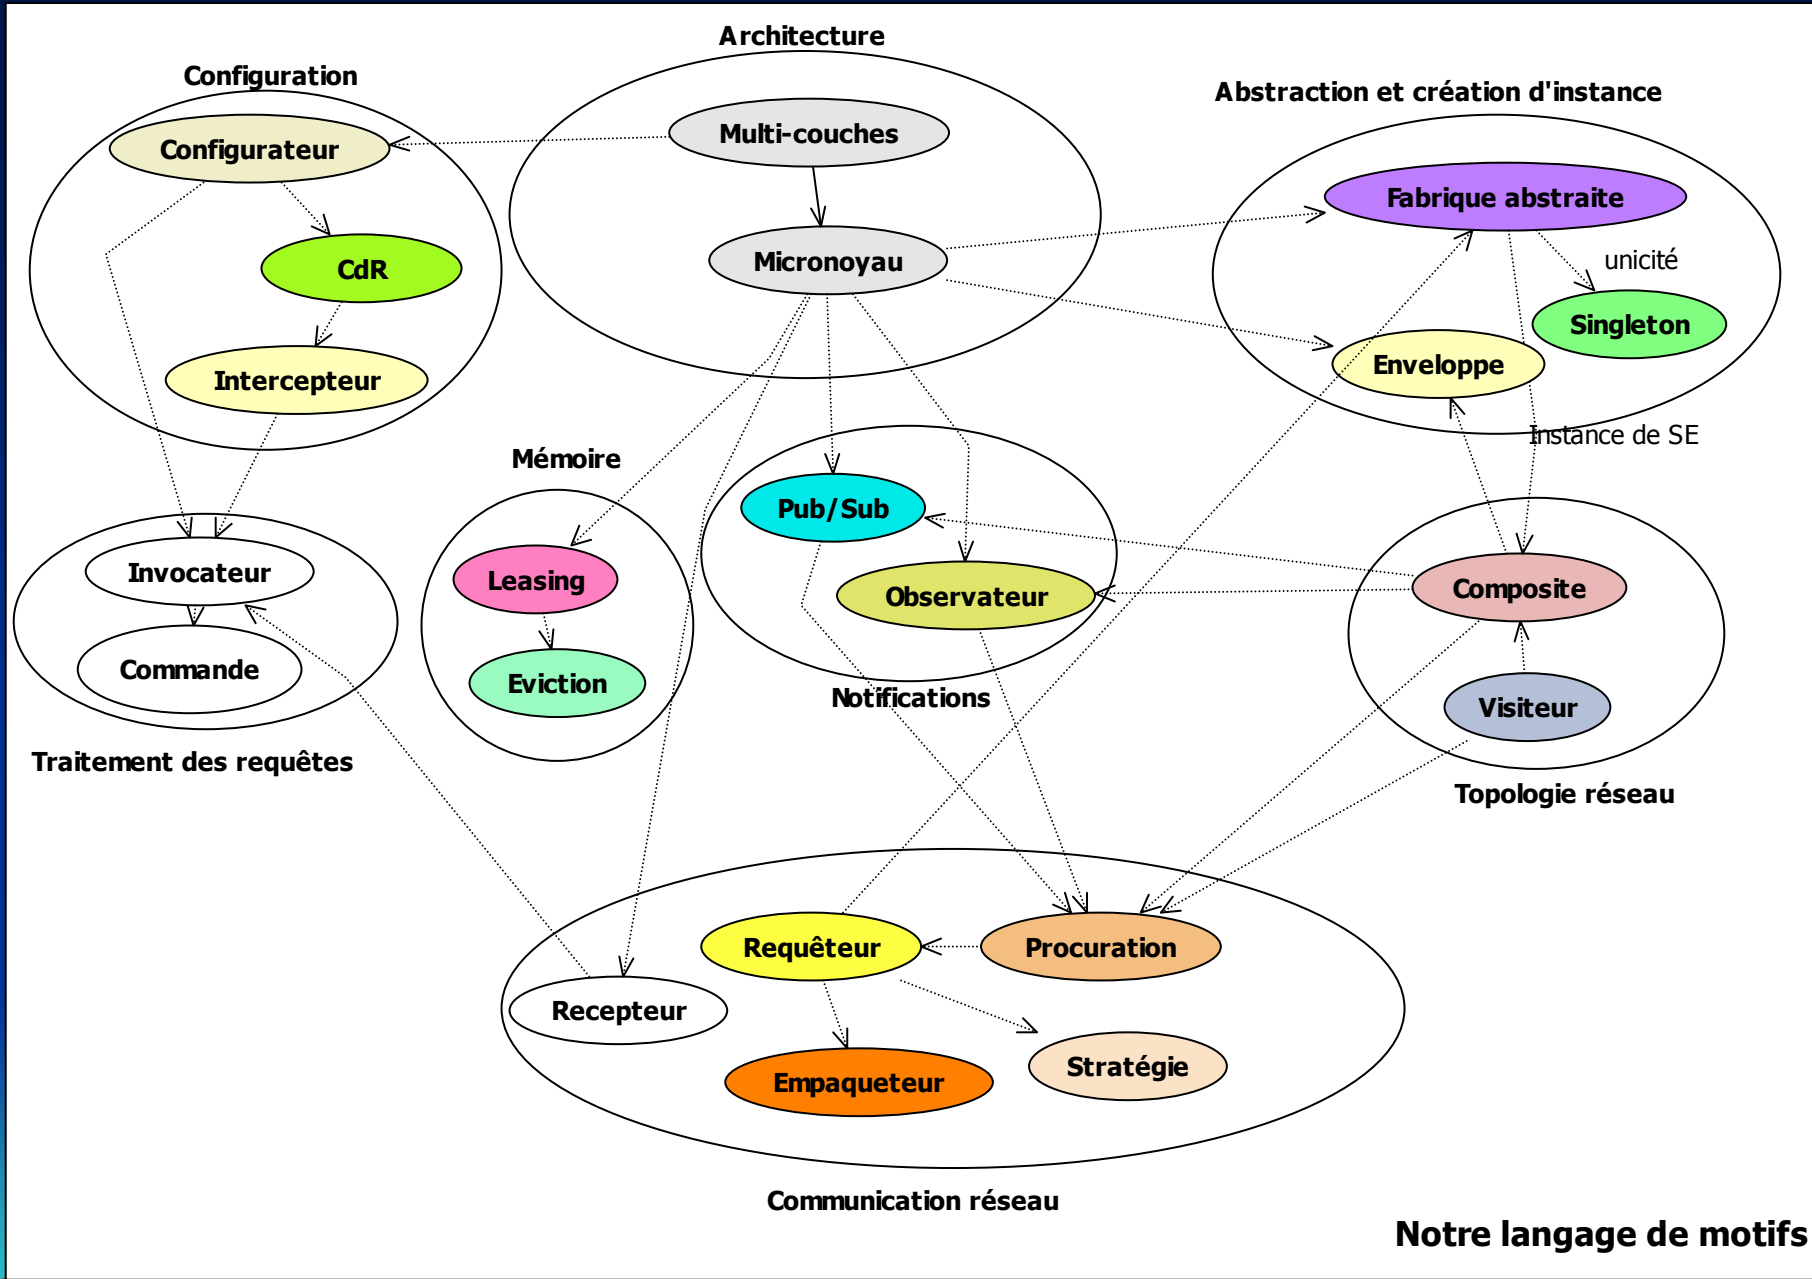 Architecture
Configuration
Abstraction et création d'instance
Multi-couches
Configurateur
Fabrique abstraite
Micronoyau
CdR
unicité
Singleton
Enveloppe
Intercepteur
Instance de SE
Mémoire
Pub/Sub
Invocateur
Leasing
Observateur
Composite
Commande
Eviction
Notifications
Visiteur
Traitement des requêtes
Topologie réseau
Requêteur
Procuration
Recepteur
Stratégie
Empaqueteur
Communication réseau
Notre langage de motifs